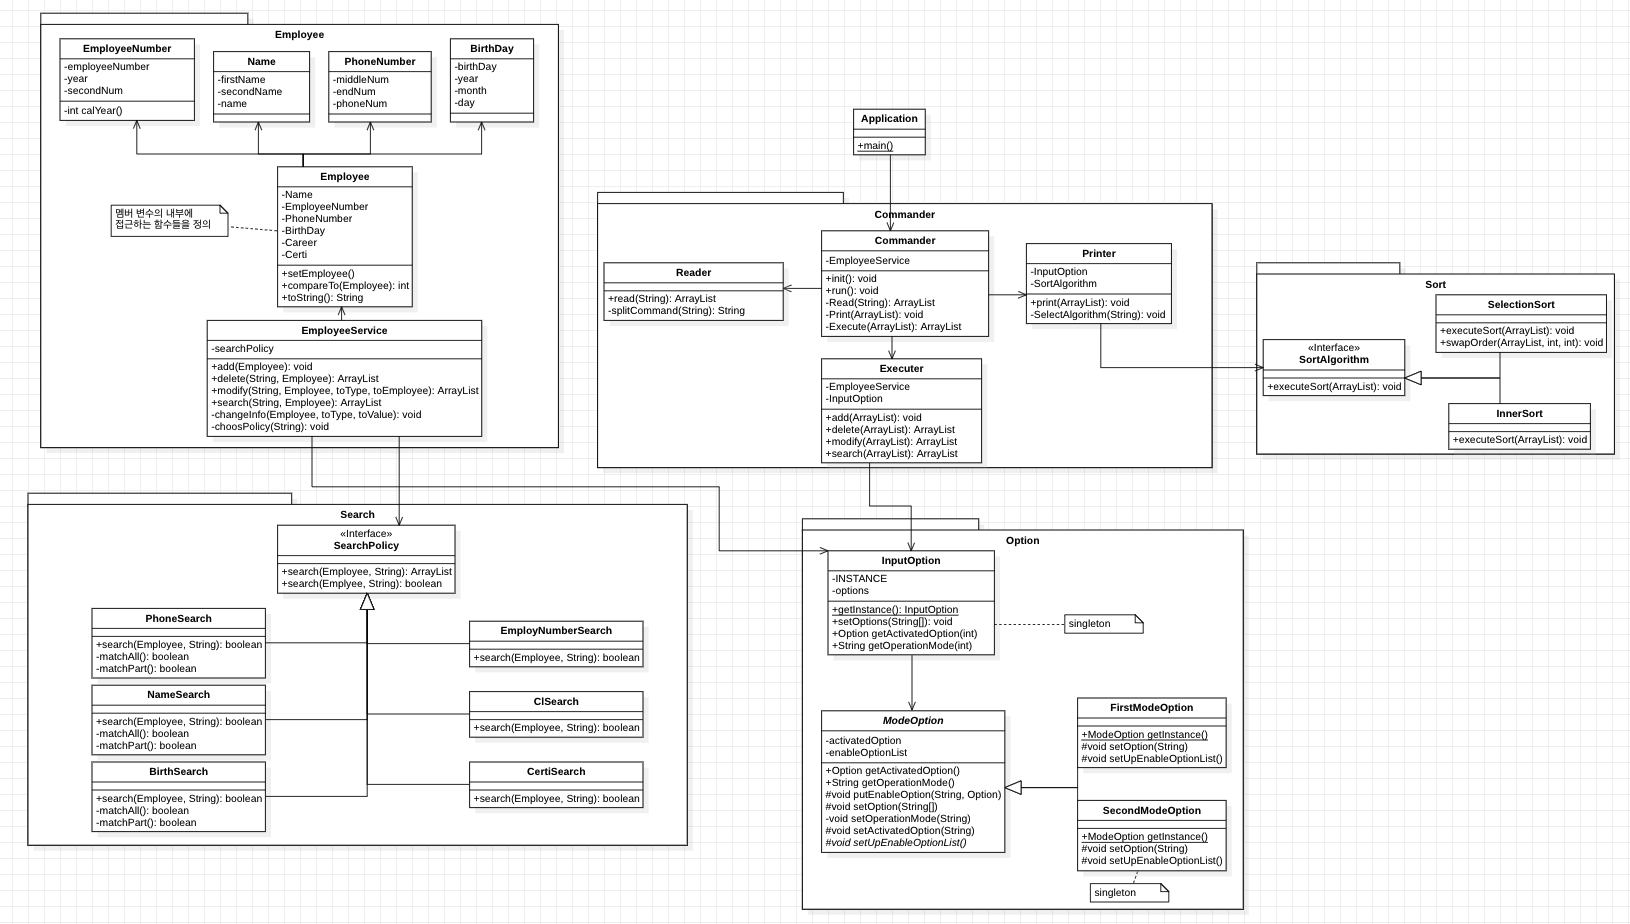 Employee
EmployeeNumber
-employeeNumber
-year
-secondNum
-int calYear()
Name
-firstName
-secondName
-name
PhoneNumber
-middleNum
-endNum
-phoneNum
BirthDay
-birthDay
-year
-month
-day
Employee
-Name
-EmployeeNumber
-PhoneNumber
-BirthDay
-Career
-Certi
+setEmployee()
+compareTo(Employee): int
+toString(): String
멤버 변수의 내부에
접근하는 함수들을 정의
EmployeeService
-searchPolicy
+add(Employee): void
+delete(String, Employee): ArrayList
+modify(String, Employee, toType, toEmployee): ArrayList
+search(String, Employee): ArrayList
-changeInfo(Employee, toType, toValue): void
-choosPolicy(String): void
Application
+main()
Commander
Commander
-EmployeeService
+init(): void
+run(): void
-Read(String): ArrayList
-Print(ArrayList): void
-Execute(ArrayList): ArrayList
Reader
+read(String): ArrayList
-splitCommand(String): String
Printer
-InputOption
-SortAlgorithm
+print(ArrayList): void
-SelectAlgorithm(String): void
Executer
-EmployeeService
-InputOption
+add(ArrayList): void
+delete(ArrayList): ArrayList
+modify(ArrayList): ArrayList
+search(ArrayList): ArrayList
Sort
SelectionSort
+executeSort(ArrayList): void
+swapOrder(ArrayList, int, int): void
«Interface»
SortAlgorithm
+executeSort(ArrayList): void
InnerSort
+executeSort(ArrayList): void
Search
«Interface»
SearchPolicy
+search(Employee, String): ArrayList
+search(Emplyee, String): boolean
PhoneSearch
+search(Employee, String): boolean
-matchAll(): boolean
-matchPart(): boolean
NameSearch
+search(Employee, String): boolean
-matchAll(): boolean
-matchPart(): boolean
BirthSearch
+search(Employee, String): boolean
-matchAll(): boolean
-matchPart(): boolean
EmployNumberSearch
+search(Employee, String): boolean
ClSearch
+search(Employee, String): boolean
CertiSearch
+search(Employee, String): boolean
Option
InputOption
-INSTANCE
-options
+getInstance(): InputOption
+setOptions(String[]): void
+Option getActivatedOption(int)
+String getOperationMode(int)
singleton
ModeOption
-activatedOption
-enableOptionList
+Option getActivatedOption()
+String getOperationMode()
#void putEnableOption(String, Option)
#void setOption(String[])
-void setOperationMode(String)
#void setActivatedOption(String)
#void setUpEnableOptionList()
FirstModeOption
+ModeOption getInstance()
#void setOption(String)
#void setUpEnableOptionList()
SecondModeOption
+ModeOption getInstance()
#void setOption(String)
#void setUpEnableOptionList()
singleton